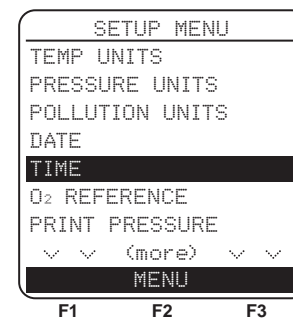 SETUP MENU
TEMP UNITS
PRESSURE UNITS
POLLUTION UNITS
DATE
TIME
O₂ REFERENCE
PRINT PRESSURE
(more)
MENU
F1 F2 F3